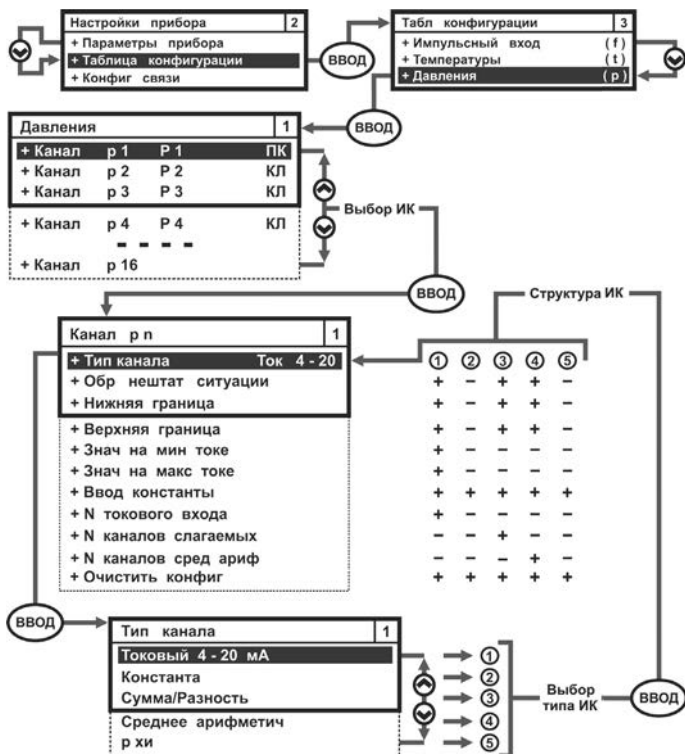 Настройки прибора 2
+ Параметры прибора
+ Таблица конфигурации
+ Конфиг связи
ВВОД
Табл конфигурации 3
+ Импульсный вход (f)
+ Температуры (t)
+ Давления (p)
ВВОД
Давления 1
+ Канал p 1 P 1 ПК
+ Канал p 2 P 2 КЛ
+ Канал p 3 P 3 КЛ
+ Канал p 4 P 4 КЛ
- - - -
+ Канал p 16
Выбор ИК
ВВОД
Структура ИК
Канал p n 1
+ Тип канала Ток 4 - 20 ① ② ③ ④ ⑤
+ Обр нештат ситуации + − + + −
+ Нижняя граница + − + + −
+ Верхняя граница + − + + −
+ Знач на мин токе + − − − −
+ Знач на макс токе + − − − −
+ Ввод константы + + + + +
+ N токового входа + − − − −
+ N каналов слагаемых − − + − −
+ N каналов сред ариф − − − + −
+ Очистить конфиг + + + + +
ВВОД
Тип канала 1
Токовый 4 - 20 мА ①
Константа ②
Сумма/Разность ③
Среднее арифметич ④
р хи ⑤
Выбор типа ИК
ВВОД